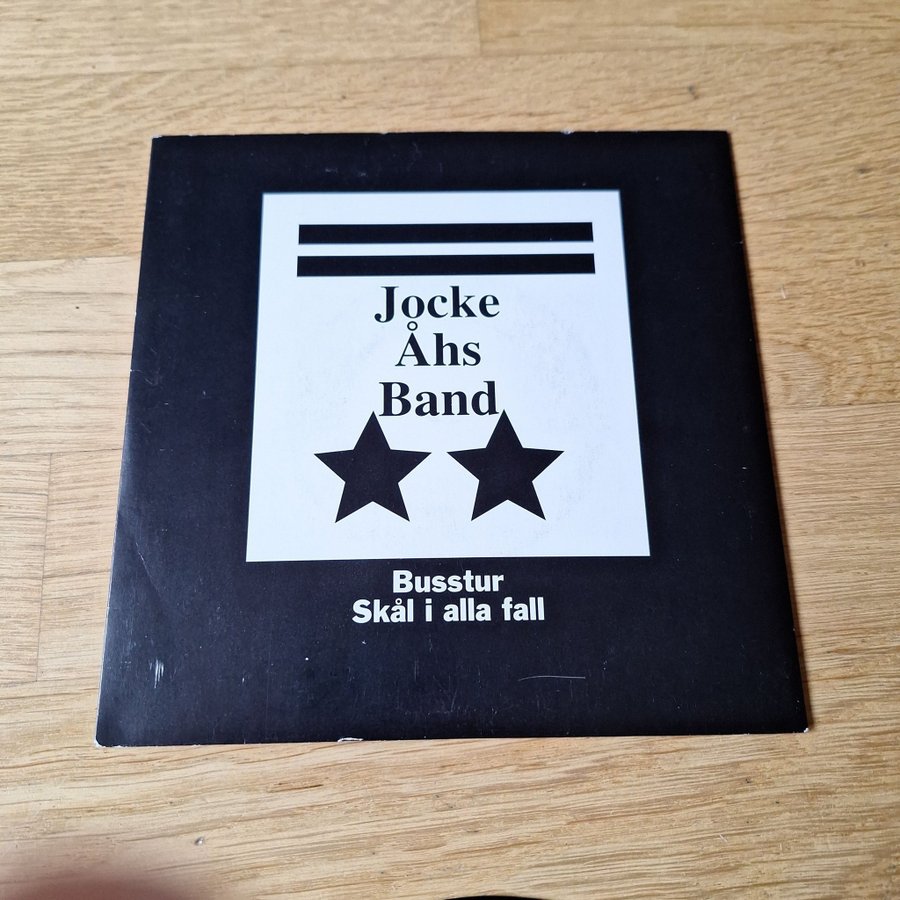 Jocke
Åhs
Band
Busstur
Skål i alla fall